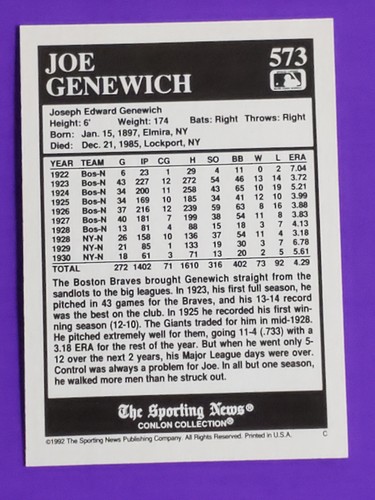 JOE
GENEWICH
573
Joseph Edward Genewich
Height: 6' Weight: 174 Bats: Right Throws: Right
Born: Jan. 15, 1897, Elmira, NY
Died: Dec. 21, 1985, Lockport, NY
YEAR TEAM G IP CG H SO BB W L ERA
1922 Bos-N 6 23 1 29 4 11 0 2 7.04
1923 Bos-N 43 227 12 272 54 46 13 14 3.72
1924 Bos-N 34 200 11 258 43 65 10 19 5.21
1925 Bos-N 34 169 10 185 34 41 12 10 3.99
1926 Bos-N 37 216 12 239 59 63 8 16 3.88
1927 Bos-N 40 181 7 199 38 54 11 8 3.83
1928 Bos-N 13 81 4 88 15 18 3 7 4.13
1928 NY-N 26 158 10 136 37 54 11 4 3.18
1929 NY-N 21 85 1 133 19 30 3 7 6.78
1930 NY-N 18 61 3 71 13 20 2 5 5.61
TOTAL 272 1402 71 1610 316 402 73 92 4.29
The Boston Braves brought Genewich straight from the
sandlots to the big leagues. In 1923, his first full season, he
pitched in 43 games for the Braves, and his 13-14 record
was the best on the club. In 1925 he recorded his first win-
ning season (12-10). The Giants traded for him in mid-1928.
He pitched extremely well for them, going 11-4 (.733) with a
3.18 ERA for the rest of the year. But when he went only 5-
12 over the next 2 years, his Major League days were over.
Control was always a problem for Joe. In all but one season,
he walked more men than he struck out.
The Sporting News®
CONLON COLLECTION®
©1992 The Sporting News Publishing Company. All Rights Reserved. Printed in U.S.A. C